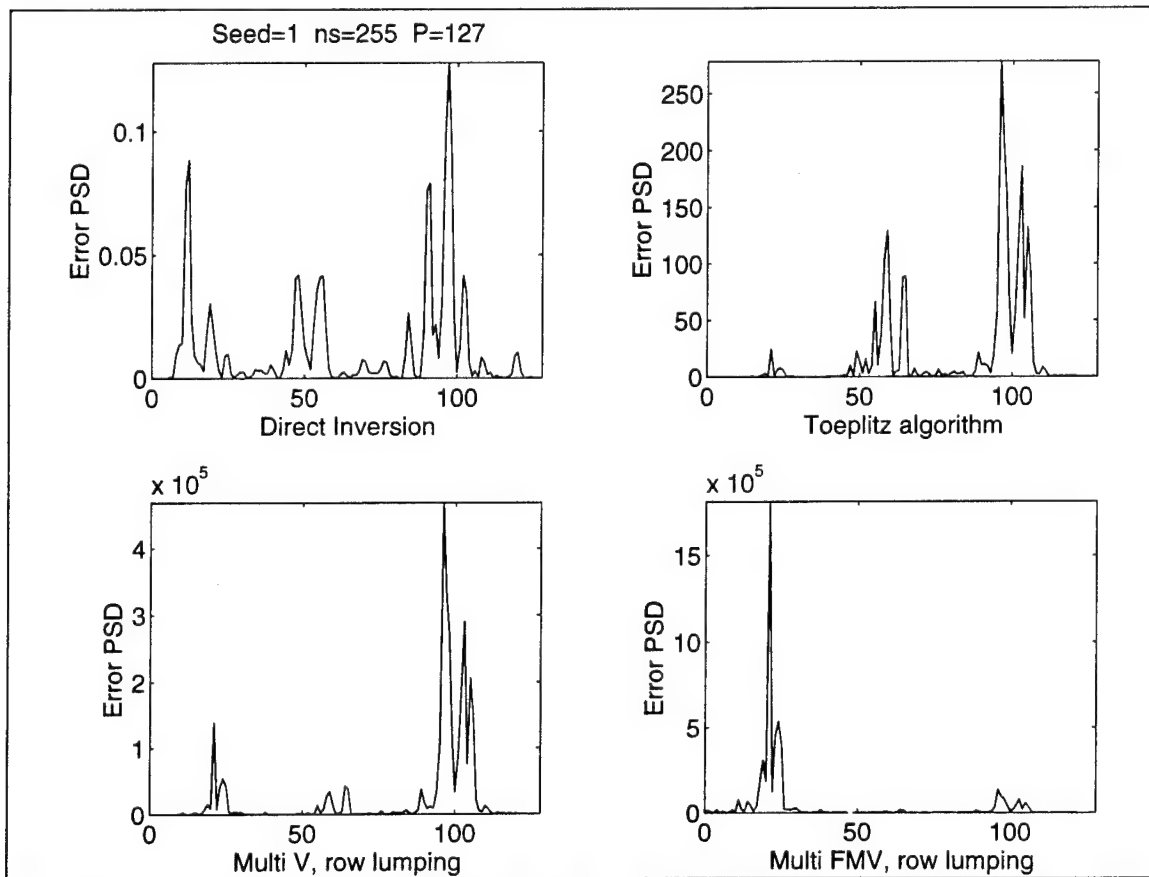 Seed=1 ns=255 P=127
Error PSD
0.1
0.05
0
0 50 100
Direct Inversion
Error PSD
250
200
150
100
50
0
0 50 100
Toeplitz algorithm
x 10^5
Error PSD
4
3
2
1
0
0 50 100
Multi V, row lumping
x 10^5
Error PSD
15
10
5
0
0 50 100
Multi FMV, row lumping